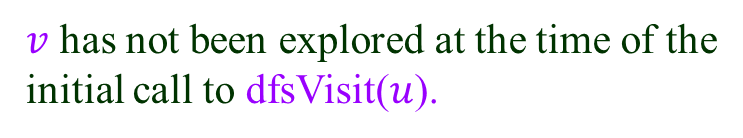 v has not been explored at the time of the
initial call to dfsVisit(u).